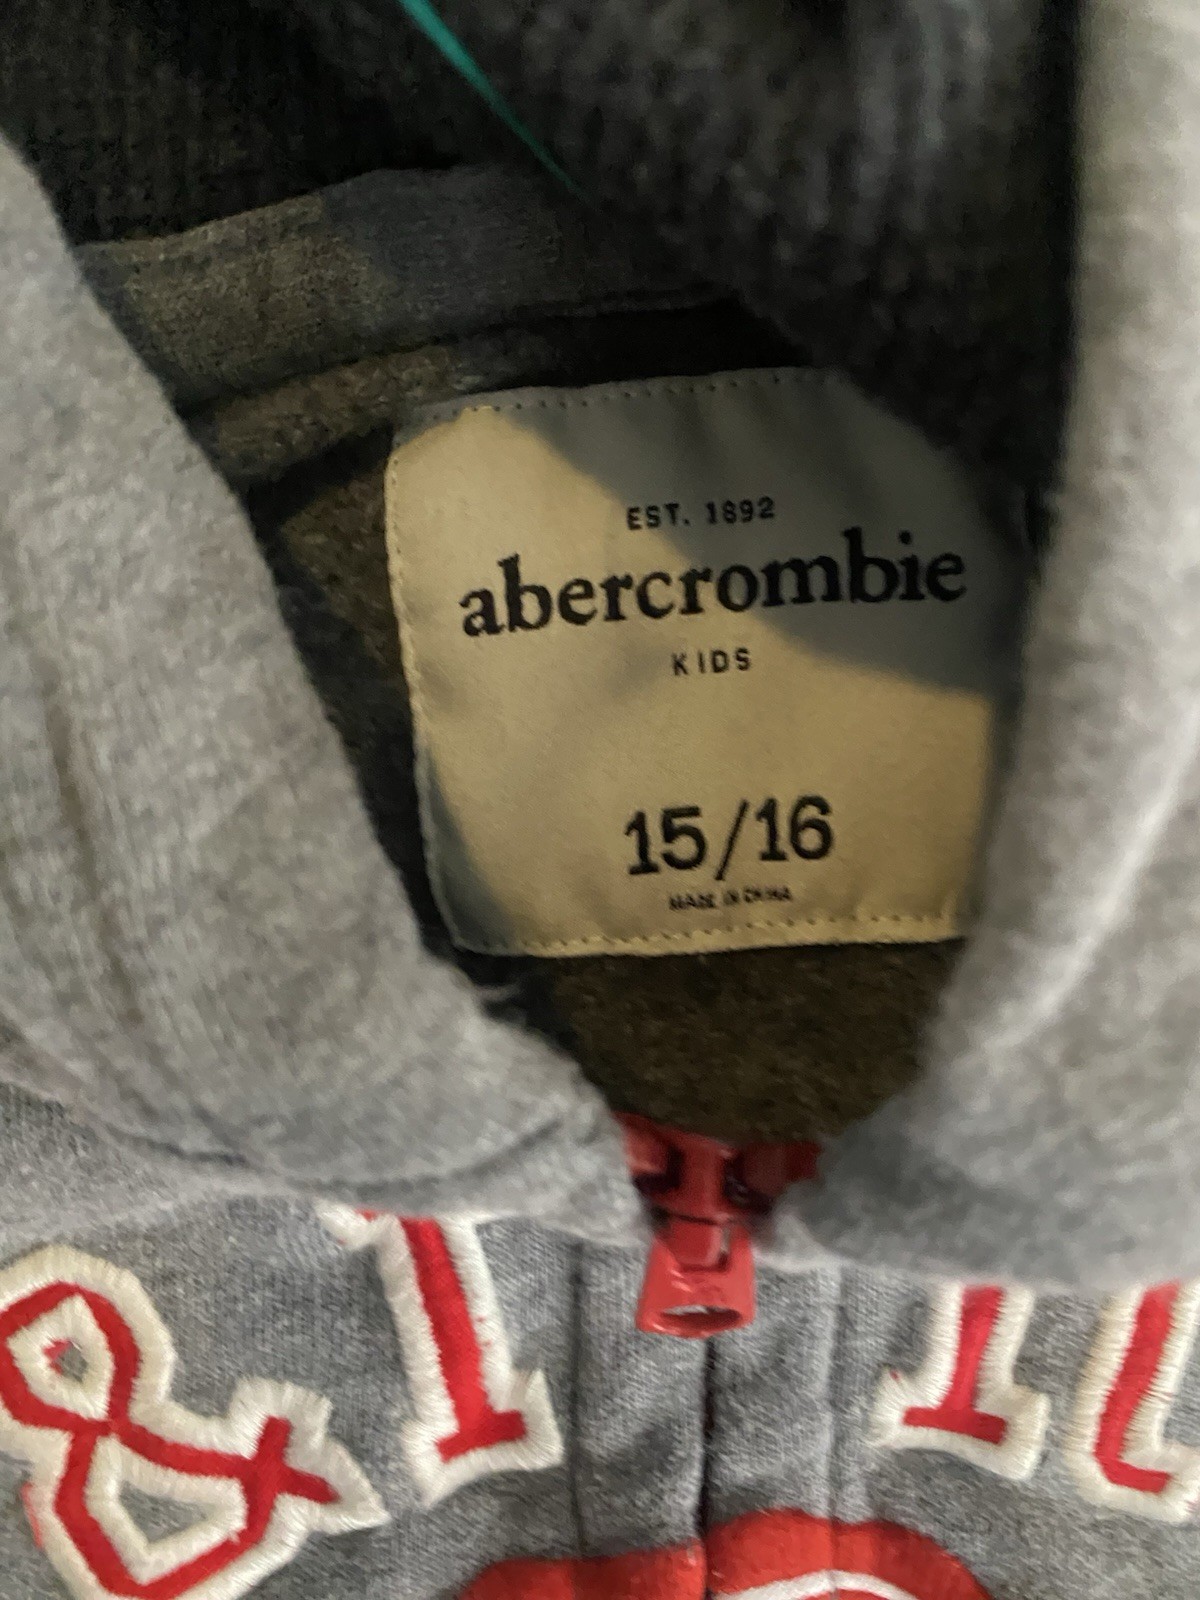 EST. 1892
abercrombie
KIDS
15/16
MADE IN CHINA
&